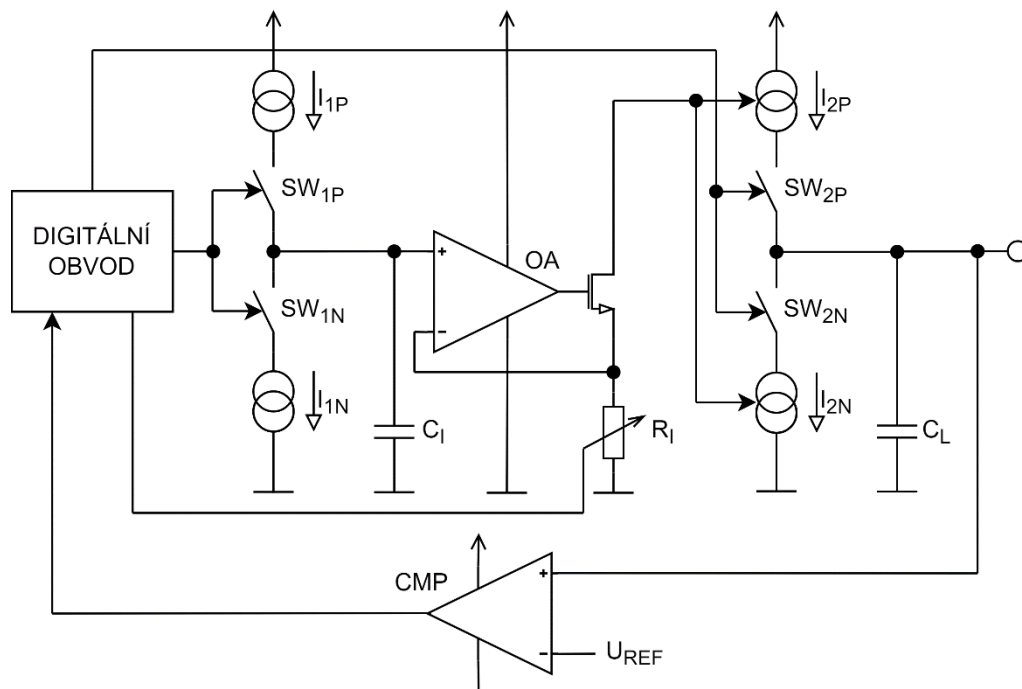 I1P
I2P
SW1P
SW2P
DIGITÁLNÍ
OBVOD
+
OA
-
SW1N
SW2N
I1N
I2N
CI
RI
CL
CMP
+
-
UREF